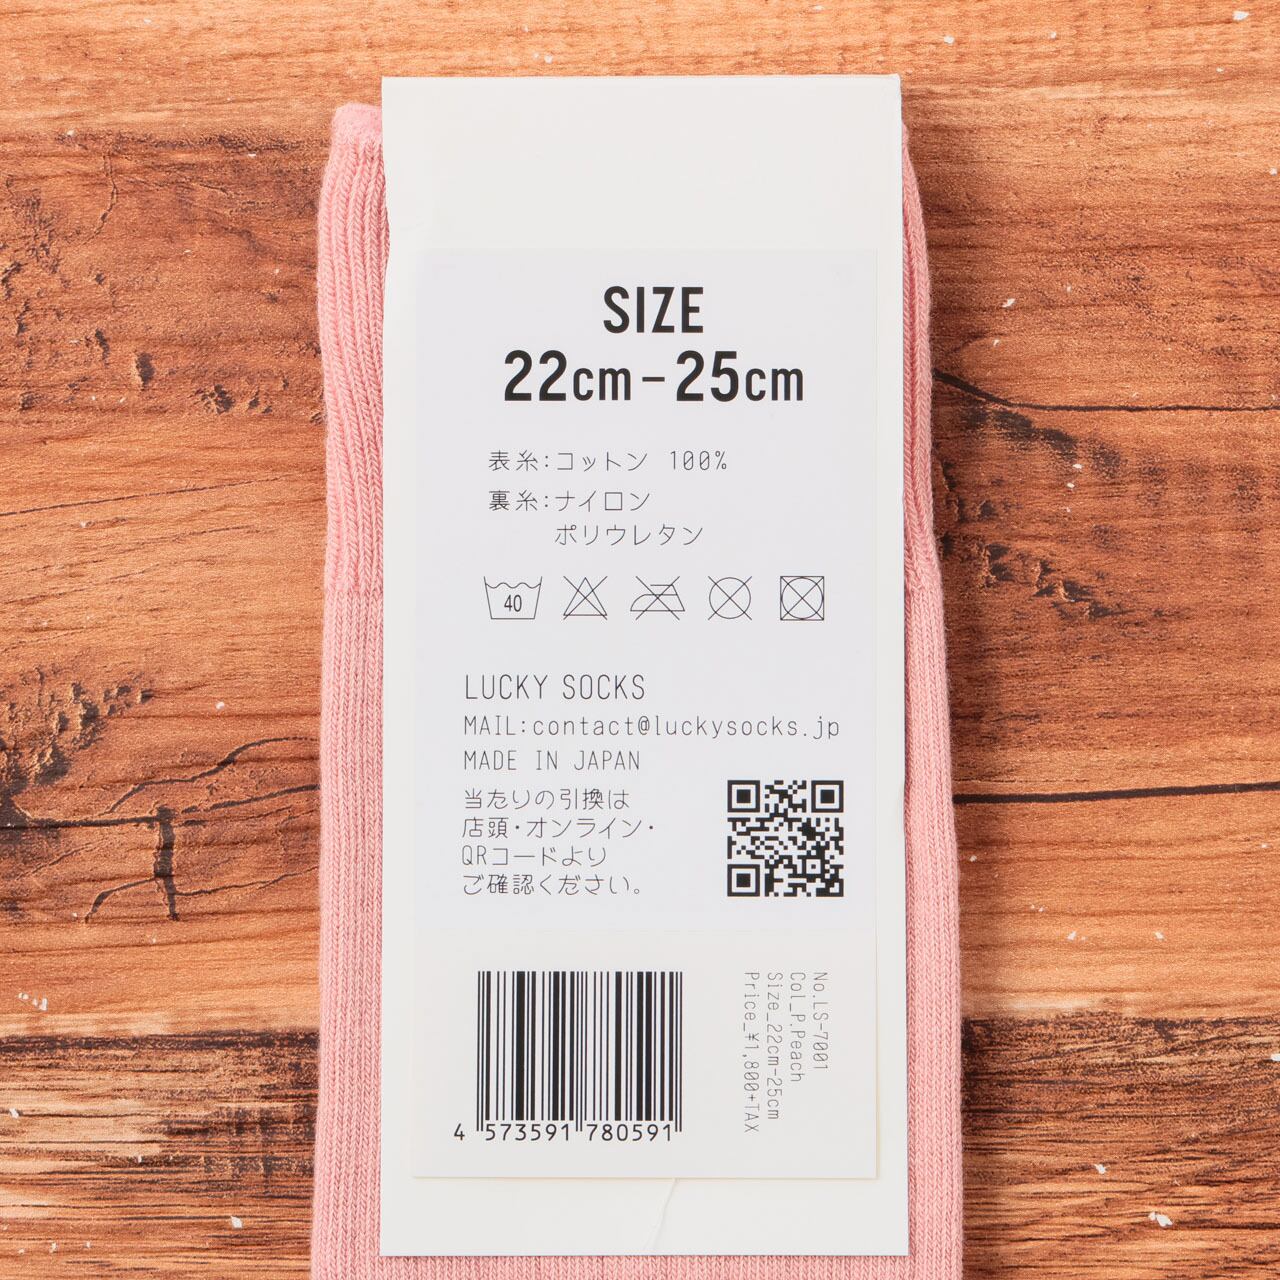 SIZE
22cm-25cm
表糸:コットン 100%
裏糸:ナイロン
ポリウレタン
40
LUCKY SOCKS
MAIL:contact@luckysocks.jp
MADE IN JAPAN
当たりの引換は
店頭・オンライン・
QRコードより
ご確認ください。
4 573591 780591
No.LS-7001
Col_P.Peach
Size_22cm-25cm
Price_¥1,800+TAX